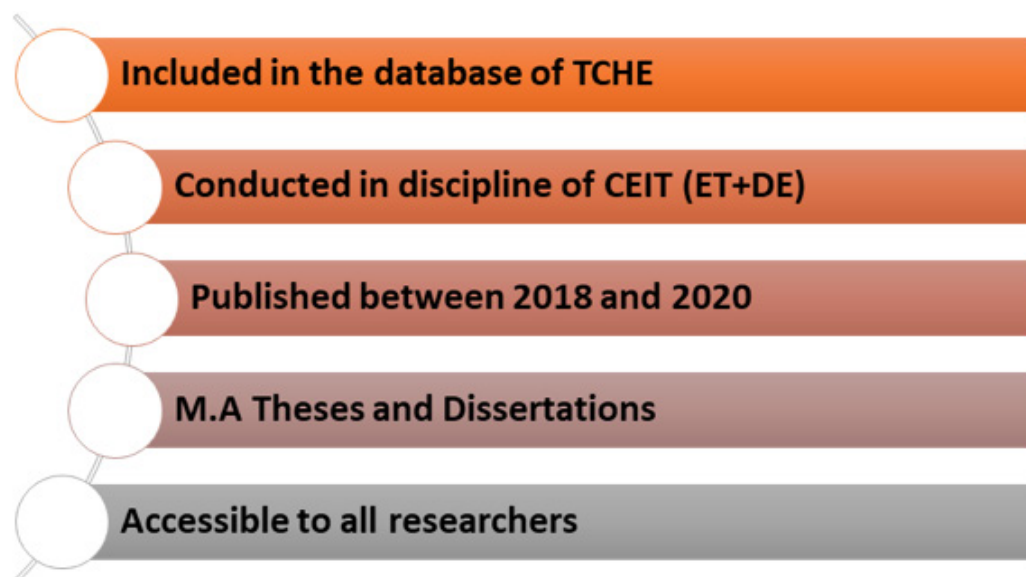 Included in the database of TCHE
Conducted in discipline of CEIT (ET+DE)
Published between 2018 and 2020
M.A Theses and Dissertations
Accessible to all researchers